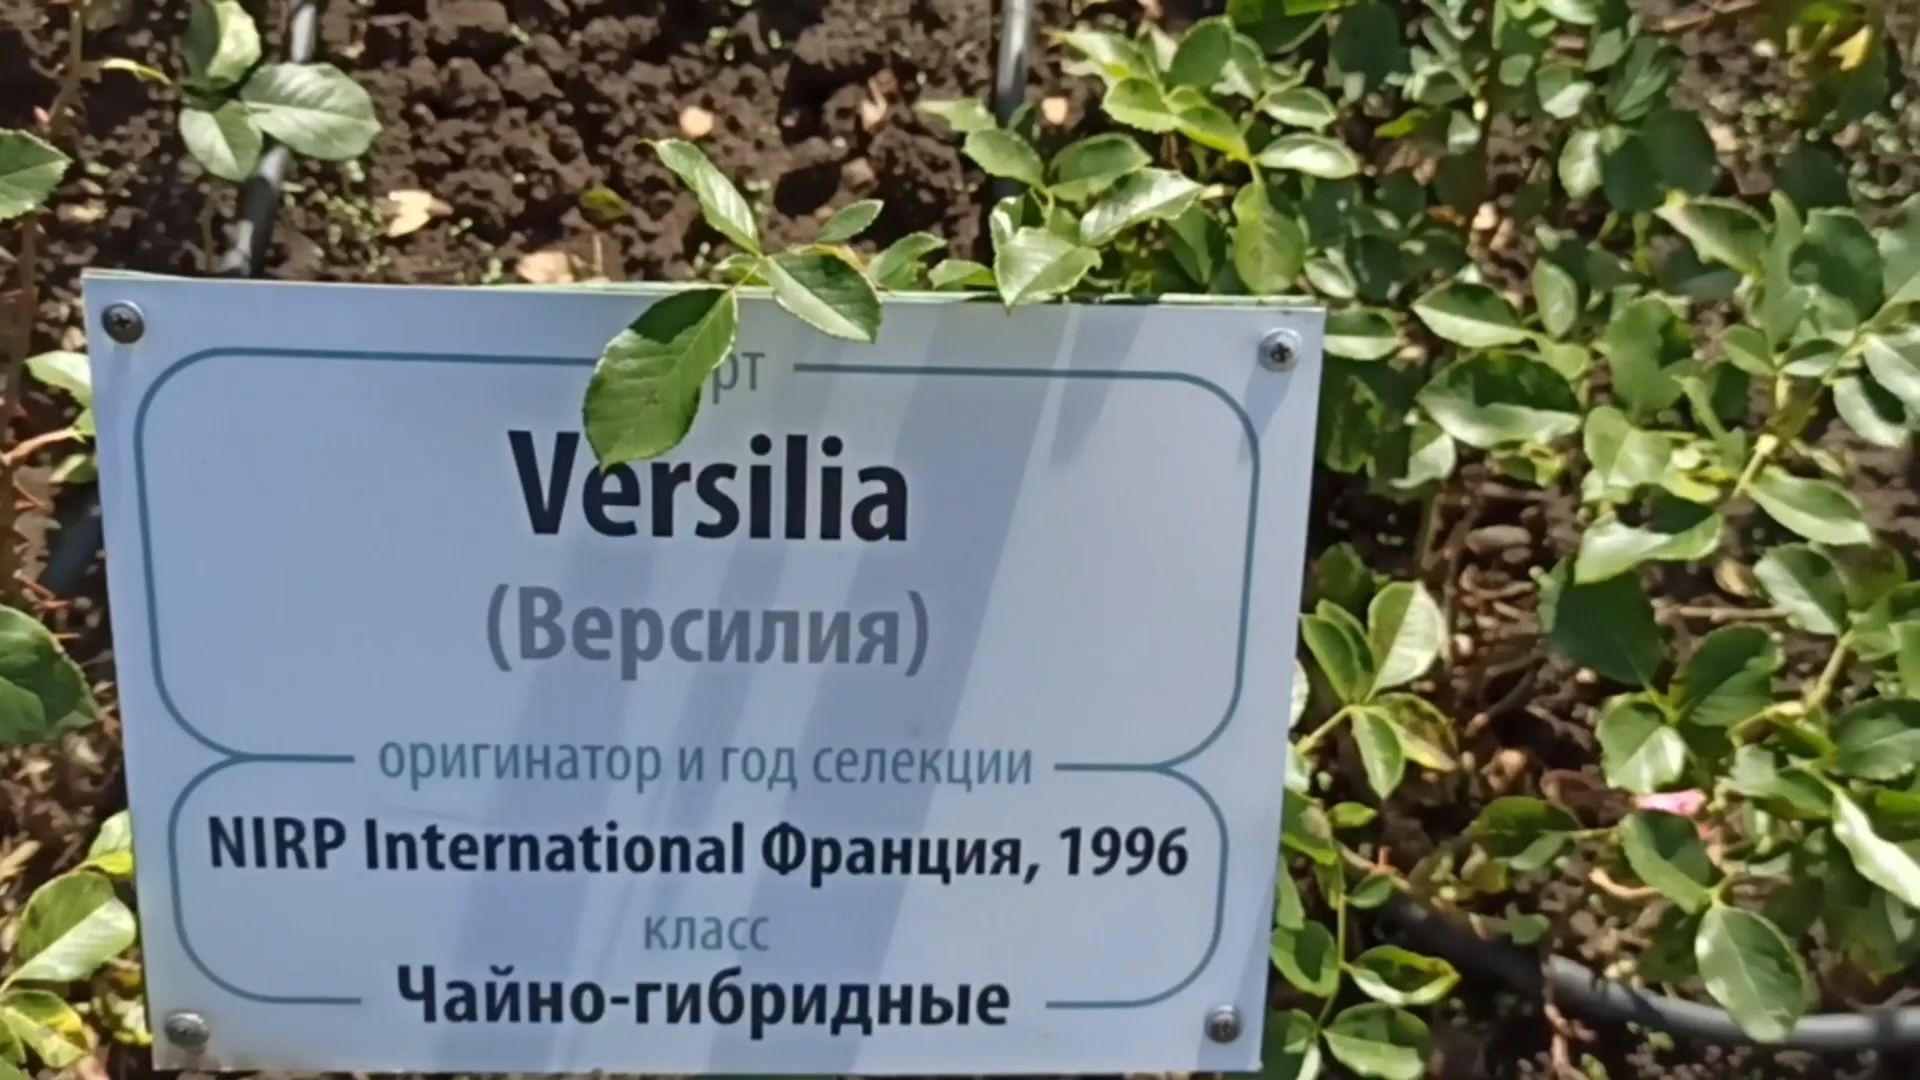 Versilia
(Версилия)
оригинатор и год селекции
NIRP International Франция, 1996
класс
Чайно-гибридные